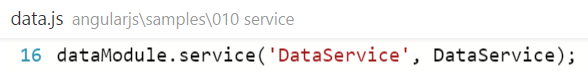 data.js angularjs\samples\010 service
16 dataModule.service('DataService', DataService);